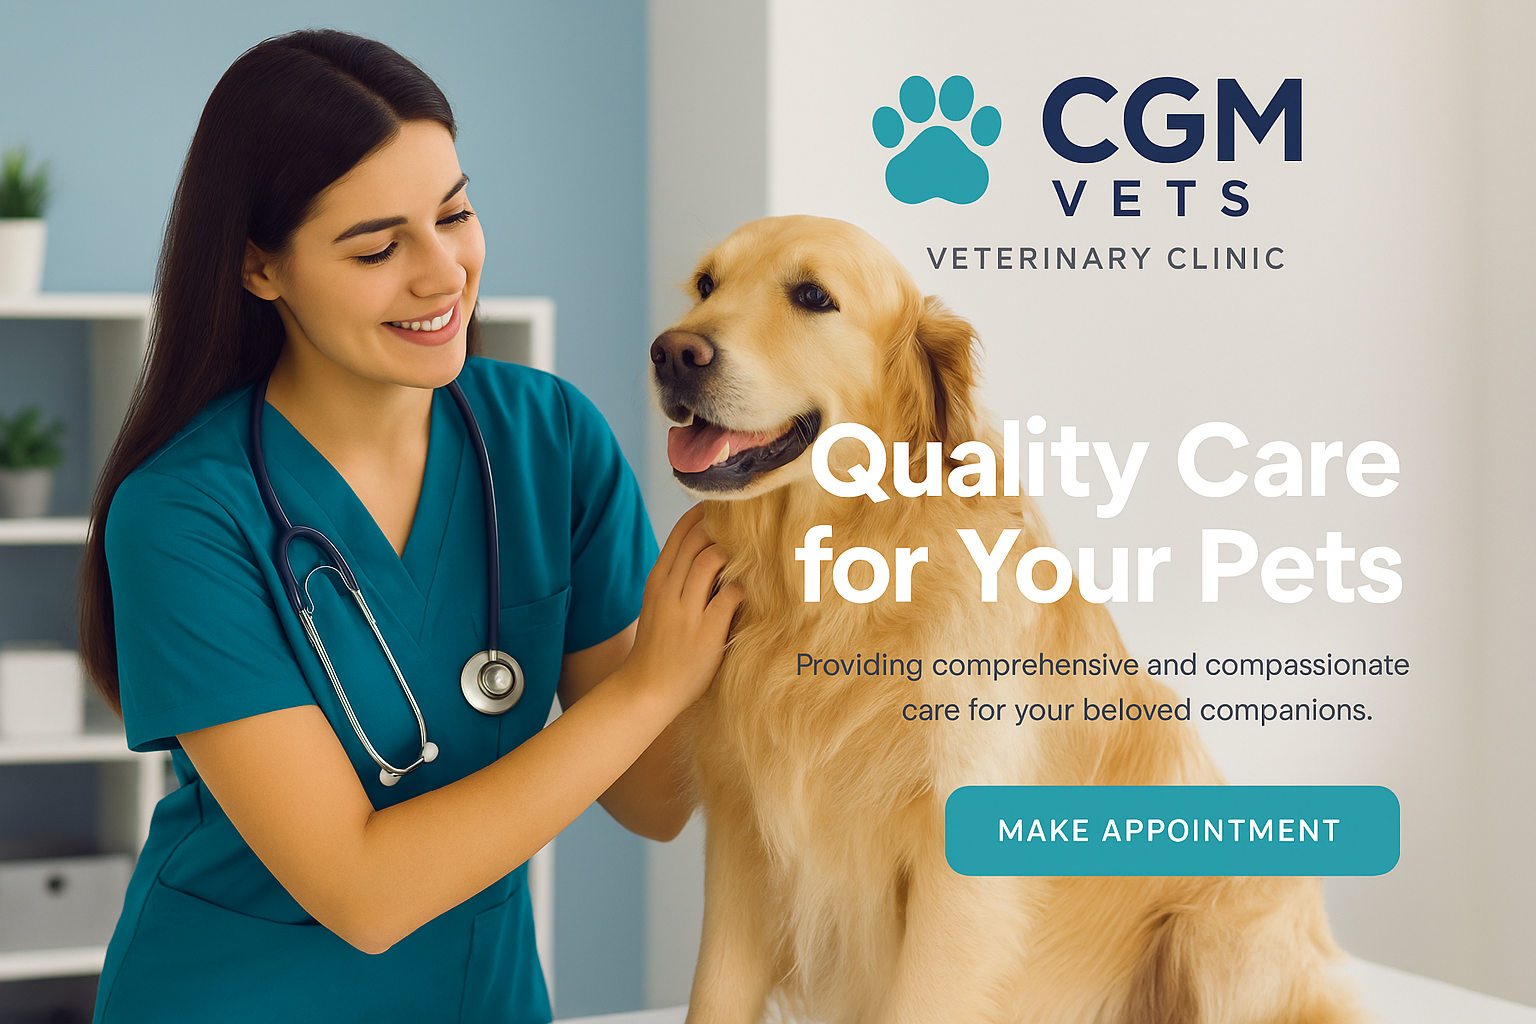 CGM
VETS
VETERINARY CLINIC
Quality Care
for Your Pets
Providing comprehensive and compassionate
care for your beloved companions.
MAKE APPOINTMENT